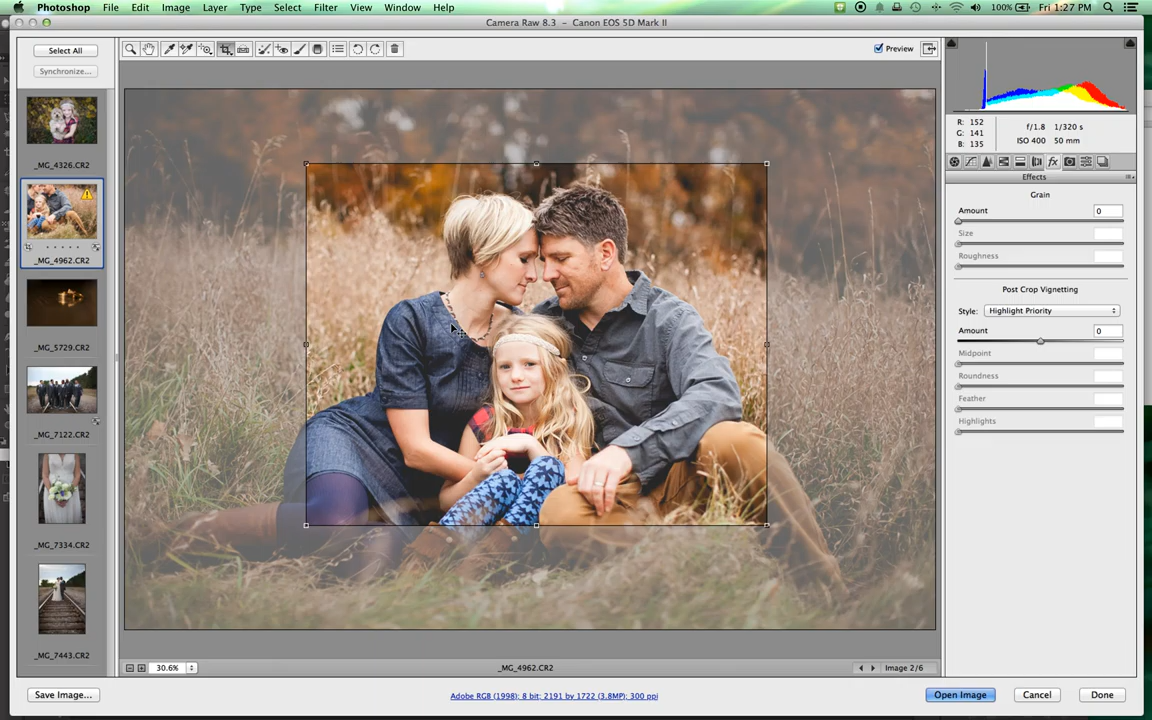 Photoshop File Edit Image Layer Type Select Filter View Window Help 100% Fri 1:27 PM
Camera Raw 8.3 – Canon EOS 5D Mark II
Select All
Synchronize...
Preview
_MG_4326.CR2
_MG_4962.CR2
_MG_5729.CR2
_MG_7122.CR2
_MG_7334.CR2
_MG_7443.CR2
R: 152
G: 141
B: 135
f/1.8 1/320 s
ISO 400 50 mm
fx
Effects
Grain
Amount 0
Size
Roughness
Post Crop Vignetting
Style: Highlight Priority
Amount 0
Midpoint
Roundness
Feather
Highlights
30.6%
_MG_4962.CR2
Image 2/6
Save Image...
Adobe RGB (1998); 8 bit; 2191 by 1722 (3.8MP); 300 ppi
Open Image
Cancel
Done